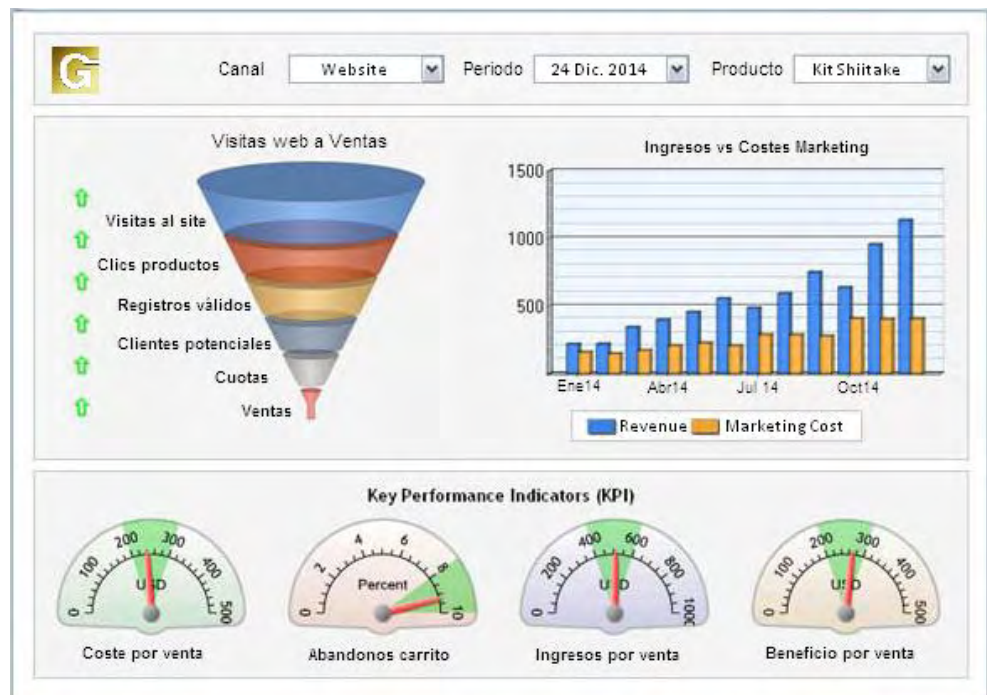 G
Canal Website Periodo 24 Dic. 2014 Producto Kit Shiitake
Visitas web a Ventas
Visitas al site
Clics productos
Registros válidos
Clientes potenciales
Cuotas
Ventas
Ingresos vs Costes Marketing
1500
1000
500
Ene14 Abr14 Jul 14 Oct14
Revenue Marketing Cost
Key Performance Indicators (KPI)
0 100 200 300 400 500
USD
Coste por venta
0 2 4 6 8 10
Percent
Abandonos carrito
0 200 400 600 800 1000
USD
Ingresos por venta
0 100 200 300 400 500
USD
Beneficio por venta